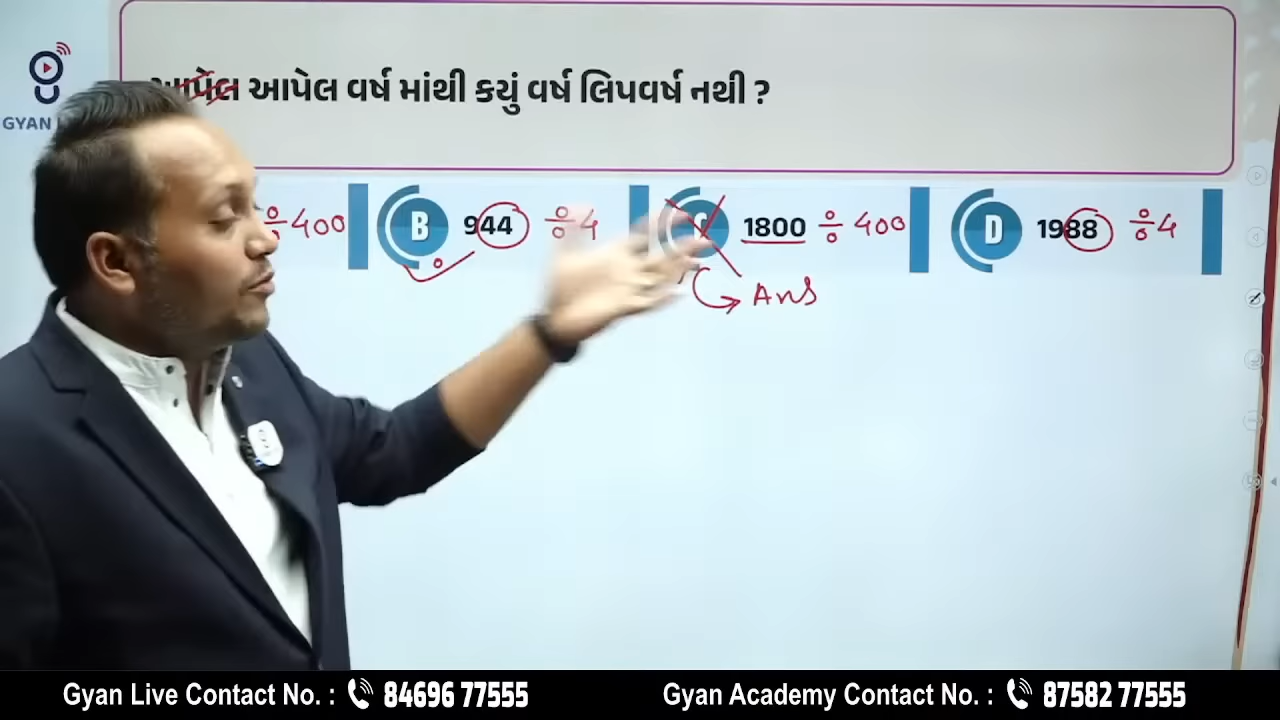 આપેલ આપેલ વર્ષ માંથી કયું વર્ષ લિપવર્ષ નથી ?
GYAN
÷400 B 944 ÷4 C 1800 ÷ 400 D 1988 ÷4
Ans
Gyan Live Contact No. : 84696 77555 Gyan Academy Contact No. : 87582 77555